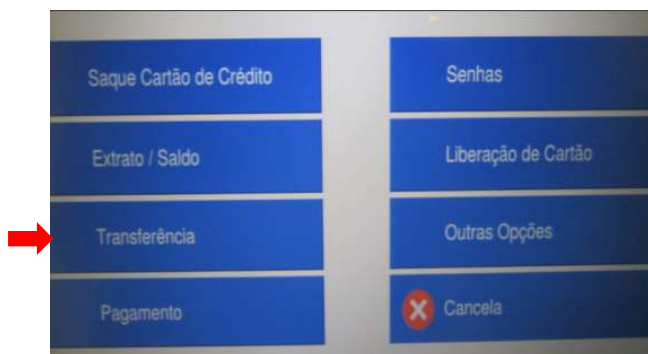 Saque Cartão de Crédito
Senhas
Extrato / Saldo
Liberação de Cartão
Transferência
Outras Opções
Pagamento
Cancela